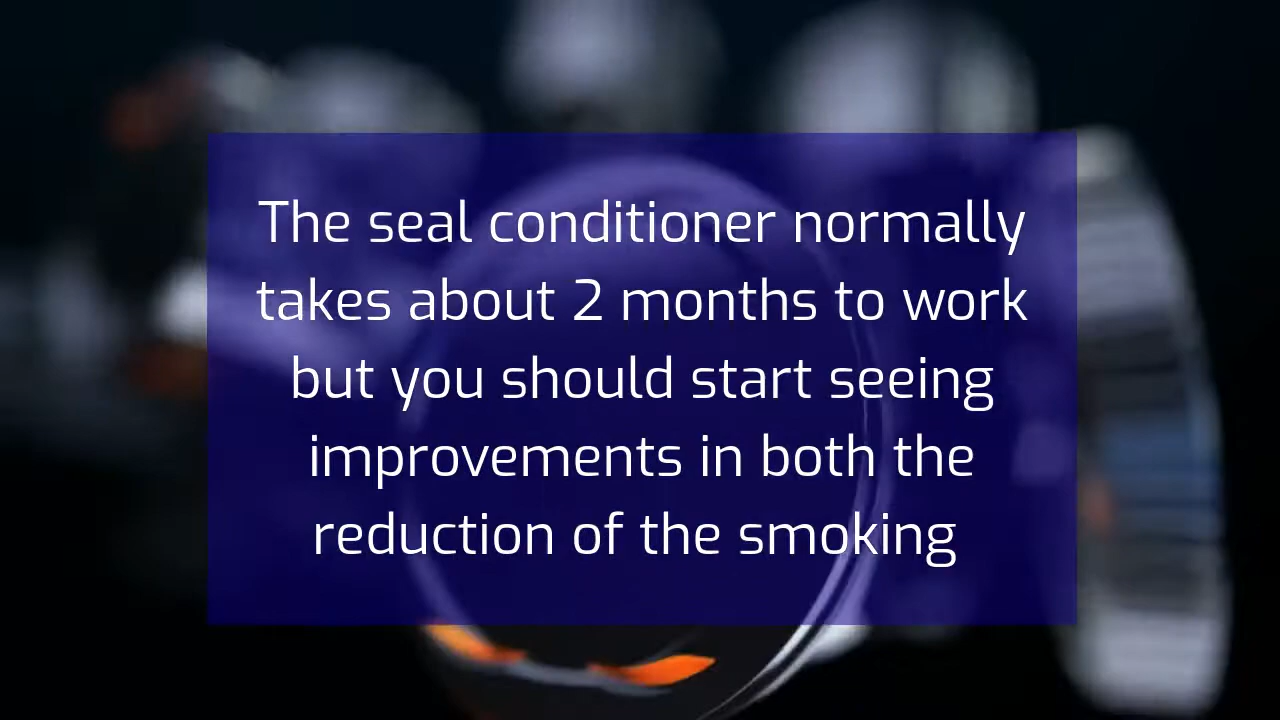 The seal conditioner normally
takes about 2 months to work
but you should start seeing
improvements in both the
reduction of the smoking